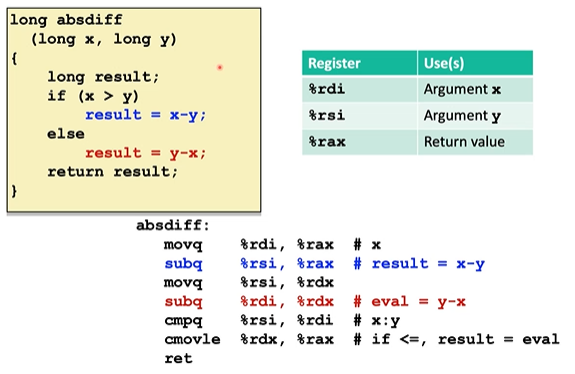 long absdiff
(long x, long y)
{
long result;
if (x > y)
result = x-y;
else
result = y-x;
return result;
}
Register Use(s)
%rdi Argument x
%rsi Argument y
%rax Return value
absdiff:
movq %rdi, %rax # x
subq %rsi, %rax # result = x-y
movq %rsi, %rdx
subq %rdi, %rdx # eval = y-x
cmpq %rsi, %rdi # x:y
cmovle %rdx, %rax # if <=, result = eval
ret